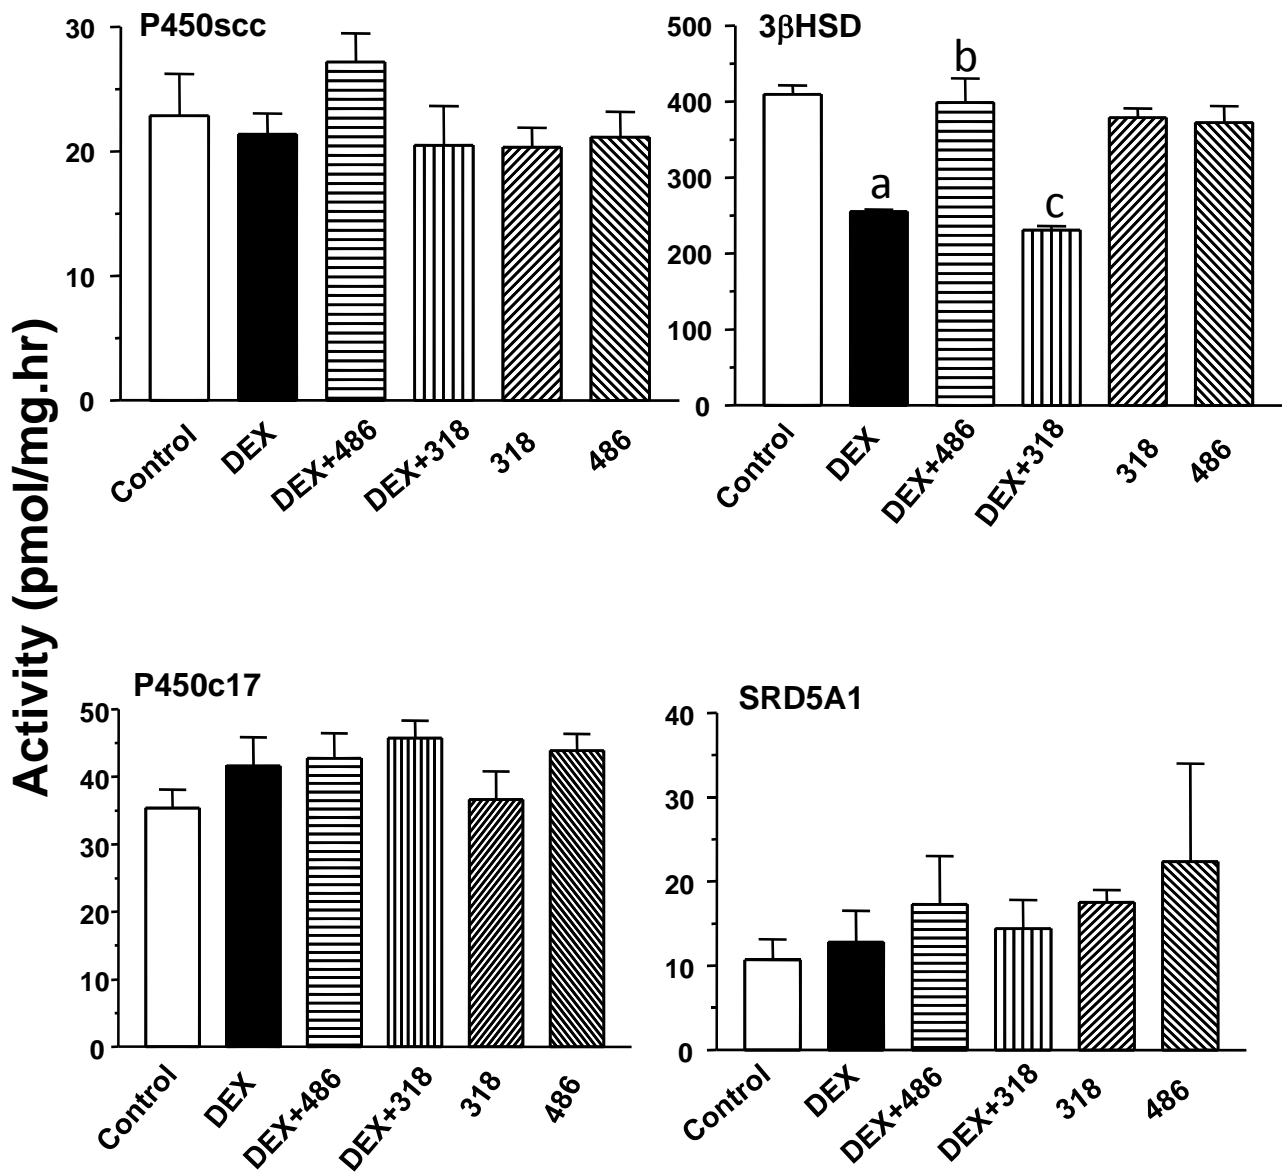 Activity (pmol/mg.hr)
P450scc
30
20
10
0
Control
DEX
DEX+486
DEX+318
318
486
3βHSD
500
400
300
200
100
0
a
b
c
Control
DEX
DEX+486
DEX+318
318
486
P450c17
50
40
30
20
10
0
Control
DEX
DEX+486
DEX+318
318
486
SRD5A1
40
30
20
10
0
Control
DEX
DEX+486
DEX+318
318
486